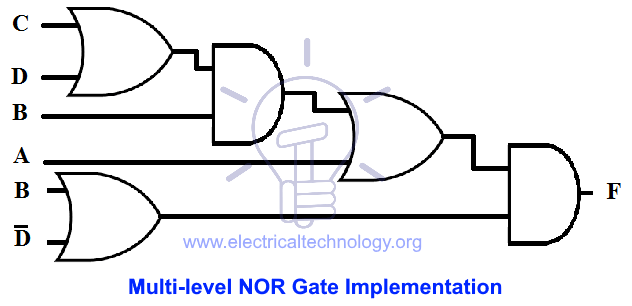 C
D
B
A
B
D̅
F
www.electricaltechnology.org
Multi-level NOR Gate Implementation